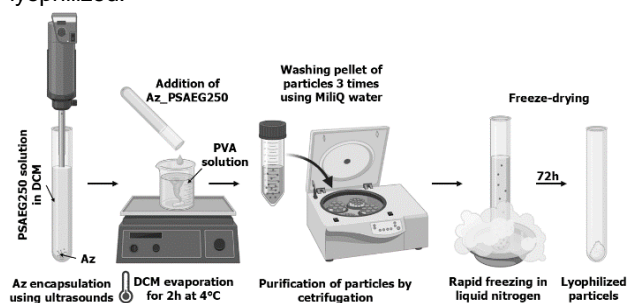 lyophilized.
PSAEG250 solution
in DCM
Az
Az encapsulation
using ultrasounds
Addition of
Az_PSAEG250
PVA
solution
DCM evaporation
for 2h at 4ºC
Washing pellet of
particles 3 times
using MiliQ water
Purification of particles by
cetrifugation
Freeze-drying
72h
Rapid freezing in
liquid nitrogen
Lyophilized
particels